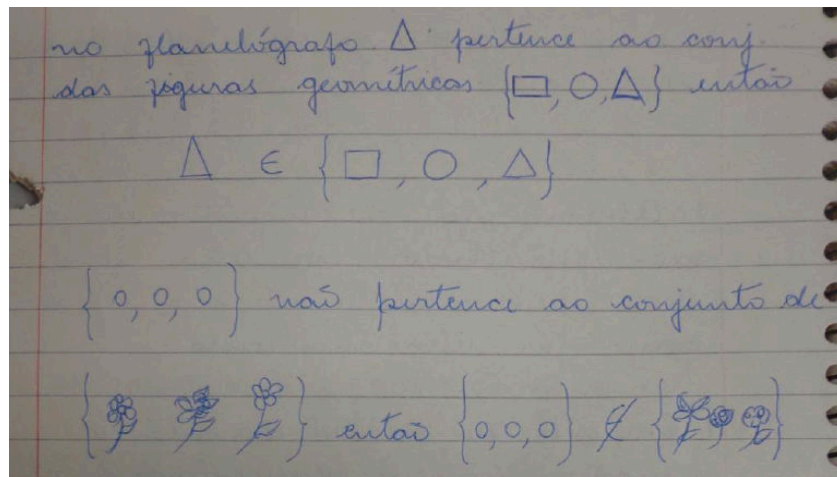 no flanelógrafo △ pertence ao conj.
das figuras geométricas {□, ○, △} então
△ ∈ {□, ○, △}
{0, 0, 0} não pertence ao conjunto de
{ } então {0, 0, 0} ∉ { , }